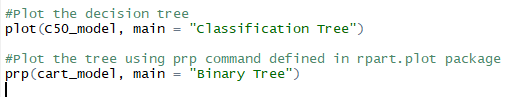 #Plot the decision tree
plot(C50_model, main = "Classification Tree")
#Plot the tree using prp command defined in rpart.plot package
prp(cart_model, main = "Binary Tree")